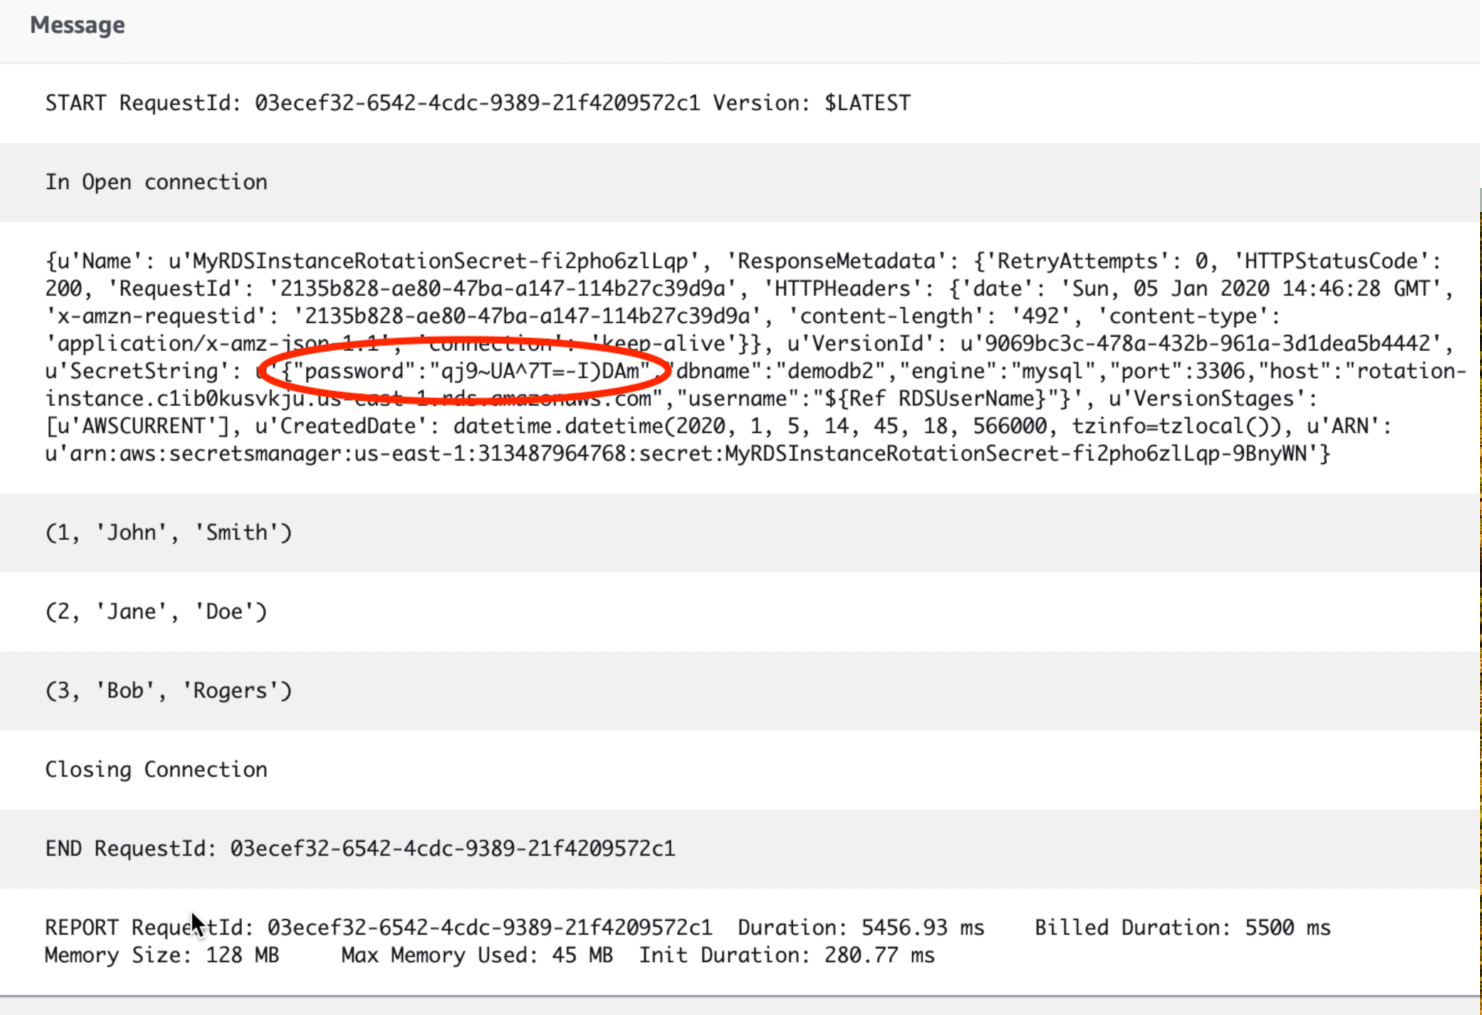 Message
START RequestId: 03ecef32-6542-4cdc-9389-21f4209572c1 Version: $LATEST
In Open connection
{u'Name': u'MyRDSInstanceRotationSecret-fi2pho6zlLqp', 'ResponseMetadata': {'RetryAttempts': 0, 'HTTPStatusCode':
200, 'RequestId': '2135b828-ae80-47ba-a147-114b27c39d9a', 'HTTPHeaders': {'date': 'Sun, 05 Jan 2020 14:46:28 GMT',
'x-amzn-requestid': '2135b828-ae80-47ba-a147-114b27c39d9a', 'content-length': '492', 'content-type':
'application/x-amz-json-1.1', 'connection': 'keep-alive'}}, u'VersionId': u'9069bc3c-478a-432b-961a-3d1dea5b4442',
u'SecretString': u'{"password":"qj9~UA^7T=-I)DAm","dbname":"demodb2","engine":"mysql","port":3306,"host":"rotation-
instance.c1ib0kusvkju.us-east-1.rds.amazonaws.com","username":"${Ref RDSUserName}"}', u'VersionStages':
[u'AWSCURRENT'], u'CreatedDate': datetime.datetime(2020, 1, 5, 14, 45, 18, 566000, tzinfo=tzlocal()), u'ARN':
u'arn:aws:secretsmanager:us-east-1:313487964768:secret:MyRDSInstanceRotationSecret-fi2pho6zlLqp-9BnyWN'}
(1, 'John', 'Smith')
(2, 'Jane', 'Doe')
(3, 'Bob', 'Rogers')
Closing Connection
END RequestId: 03ecef32-6542-4cdc-9389-21f4209572c1
REPORT RequestId: 03ecef32-6542-4cdc-9389-21f4209572c1 Duration: 5456.93 ms Billed Duration: 5500 ms
Memory Size: 128 MB Max Memory Used: 45 MB Init Duration: 280.77 ms